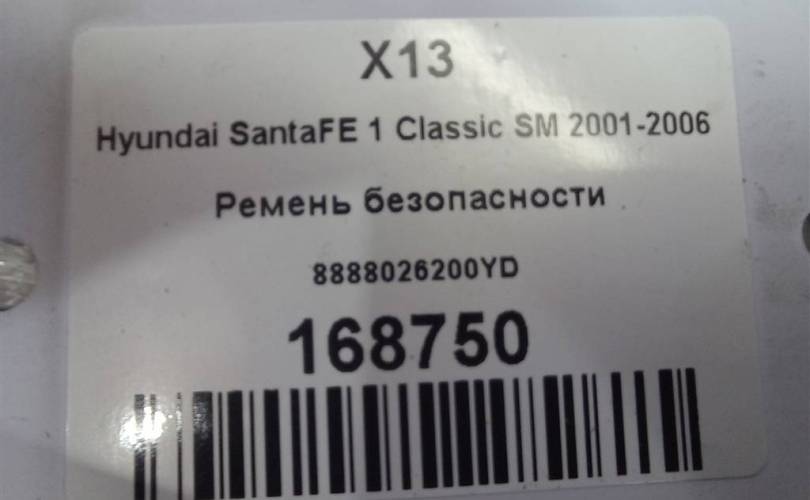 X13
Hyundai SantaFE 1 Classic SM 2001-2006
Ремень безопасности
8888026200YD
168750